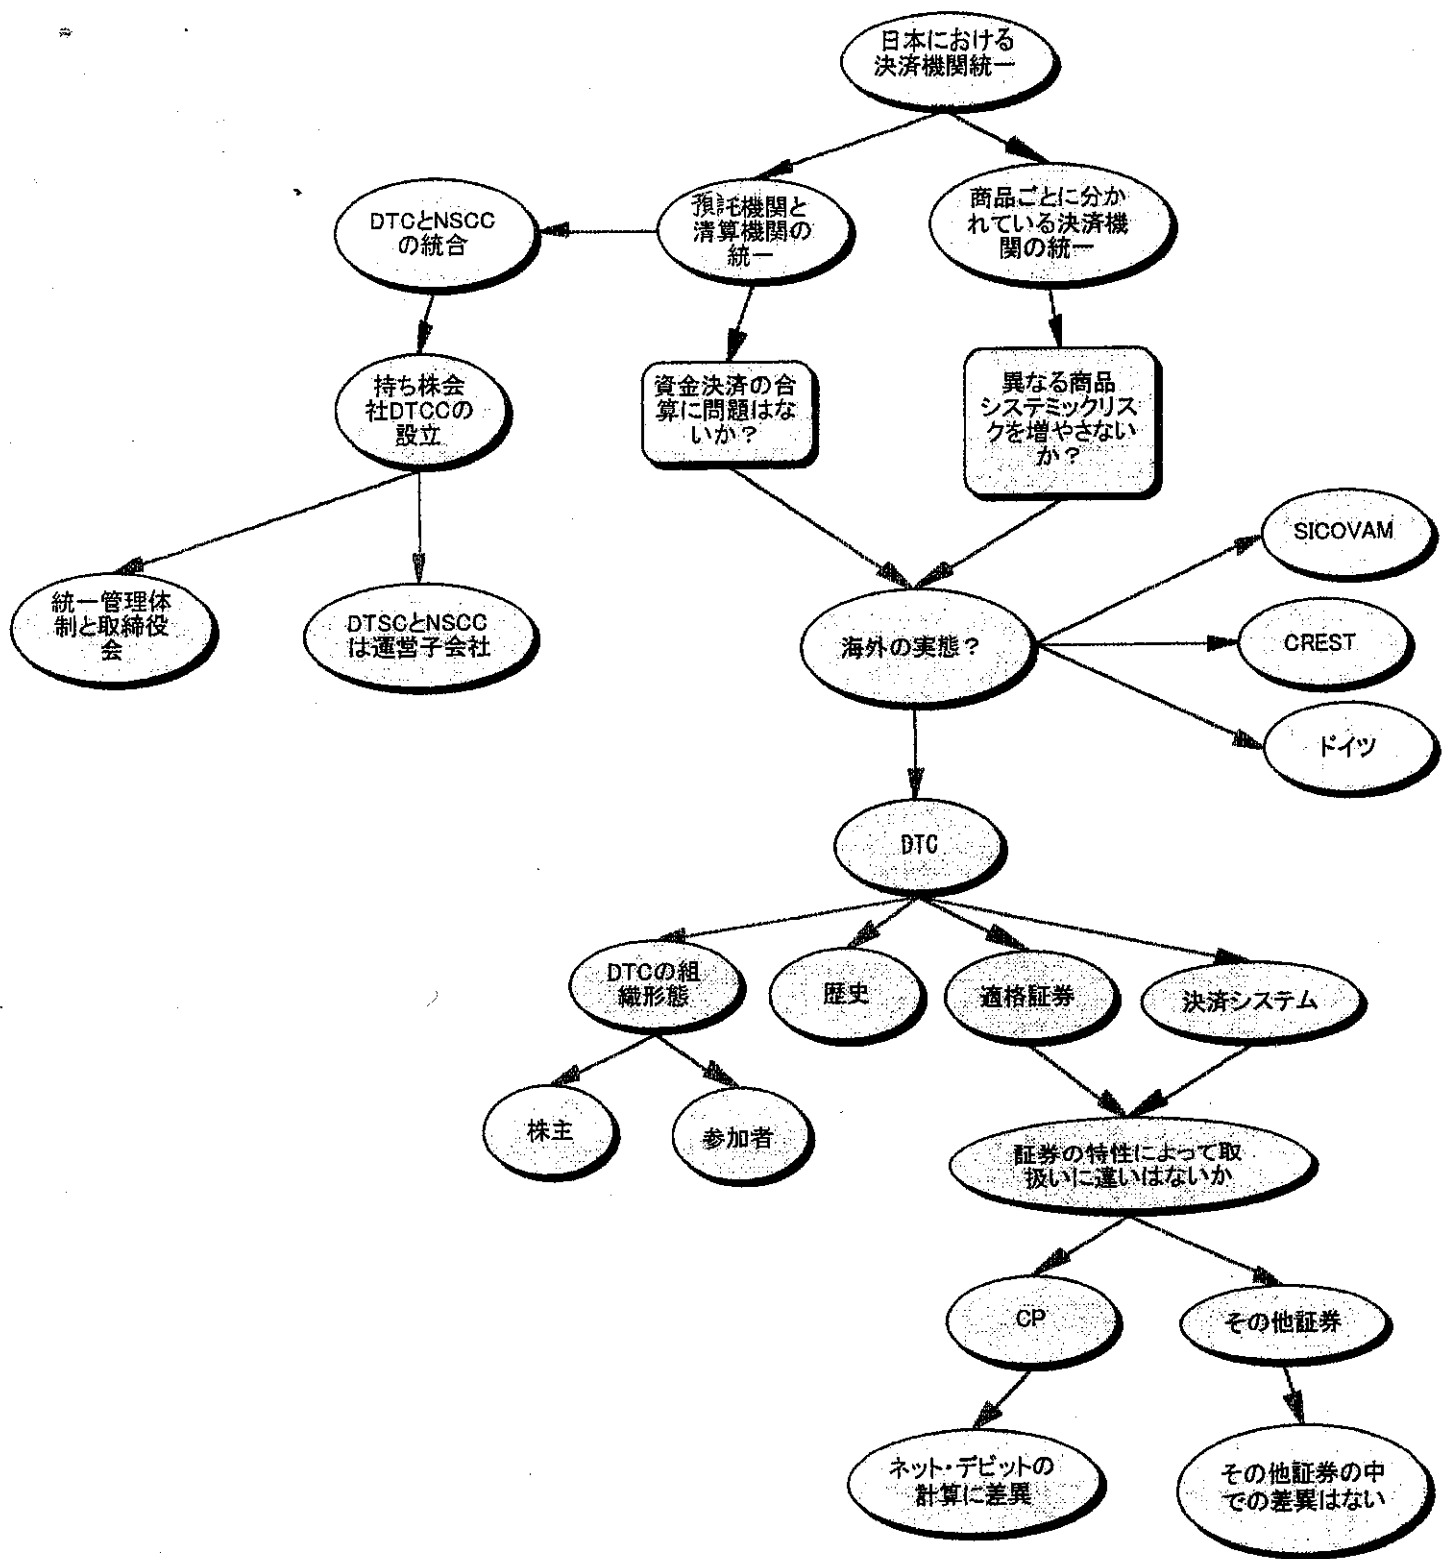 日本における
決済機関統一
DTCとNSCC
の統合
預託機関と
清算機関の
統一
商品ごとに分か
れている決済機
関の統一
持ち株会
社DTCCの
設立
資金決済の合
算に問題はな
いか？
異なる商品
システミックリス
クを増やさない
か？
統一管理体
制と取締役
会
DTSCとNSCC
は運営子会社
海外の実態？
SICOVAM
CREST
ドイツ
DTC
DTCの組
織形態
歴史
適格証券
決済システム
株主
参加者
証券の特性によって取
扱いに違いはないか
CP
その他証券
ネット・デビットの
計算に差異
その他証券の中
での差異はない